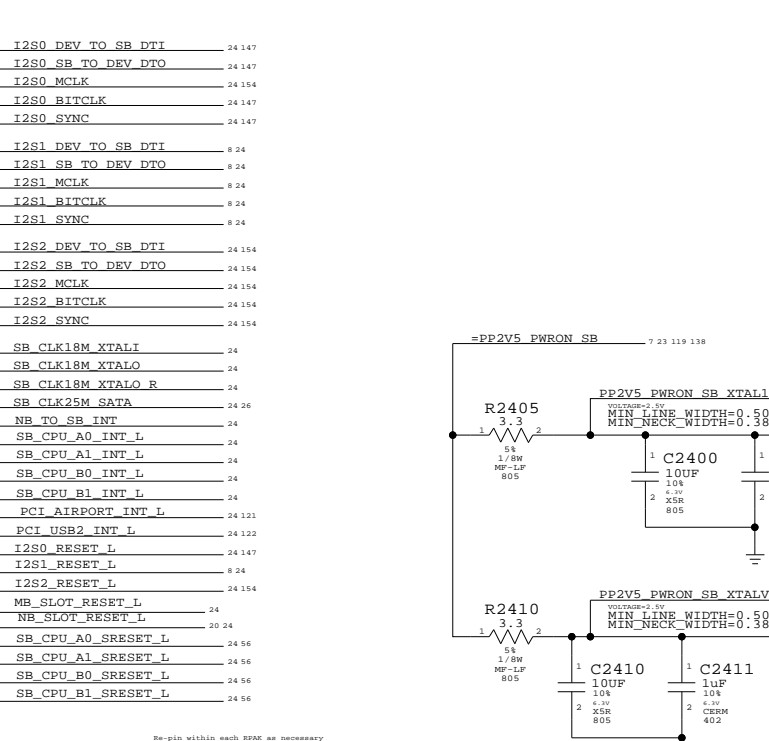 I2S0_DEV_TO_SB_DTI 24 147
I2S0_SB_TO_DEV_DTO 24 147
I2S0_MCLK 24 154
I2S0_BITCLK 24 147
I2S0_SYNC 24 147
I2S1_DEV_TO_SB_DTI 8 24
I2S1_SB_TO_DEV_DTO 8 24
I2S1_MCLK 8 24
I2S1_BITCLK 8 24
I2S1_SYNC 8 24
I2S2_DEV_TO_SB_DTI 24 154
I2S2_SB_TO_DEV_DTO 24 154
I2S2_MCLK 24 154
I2S2_BITCLK 24 154
I2S2_SYNC 24 154
SB_CLK18M_XTALI 24
SB_CLK18M_XTALO 24
SB_CLK18M_XTALO_R 24
SB_CLK25M_SATA 24 26
NB_TO_SB_INT 24
SB_CPU_A0_INT_L 24
SB_CPU_A1_INT_L 24
SB_CPU_B0_INT_L 24
SB_CPU_B1_INT_L 24
PCI_AIRPORT_INT_L 24 121
PCI_USB2_INT_L 24 122
I2S0_RESET_L 24 147
I2S1_RESET_L 8 24
I2S2_RESET_L 24 154
MB_SLOT_RESET_L 24
NB_SLOT_RESET_L 20 24
SB_CPU_A0_SRESET_L 24 56
SB_CPU_A1_SRESET_L 24 56
SB_CPU_B0_SRESET_L 24 56
SB_CPU_B1_SRESET_L 24 56
Re-pin within each RPAK as necessary
=PP2V5_PWRON_SB 7 23 119 138
PP2V5_PWRON_SB_XTAL1
VOLTAGE=2.5V
MIN_LINE_WIDTH=0.50
MIN_NECK_WIDTH=0.38
R2405
3.3
1 2
5%
1/8W
MF-LF
805
1
C2400
10UF
10%
6.3V
2
X5R
805
1
2
PP2V5_PWRON_SB_XTALV
VOLTAGE=2.5V
MIN_LINE_WIDTH=0.50
MIN_NECK_WIDTH=0.38
R2410
3.3
1 2
5%
1/8W
MF-LF
805
1
C2410
10UF
10%
6.3V
2
X5R
805
1
C2411
1uF
10%
6.3V
2
CERM
402